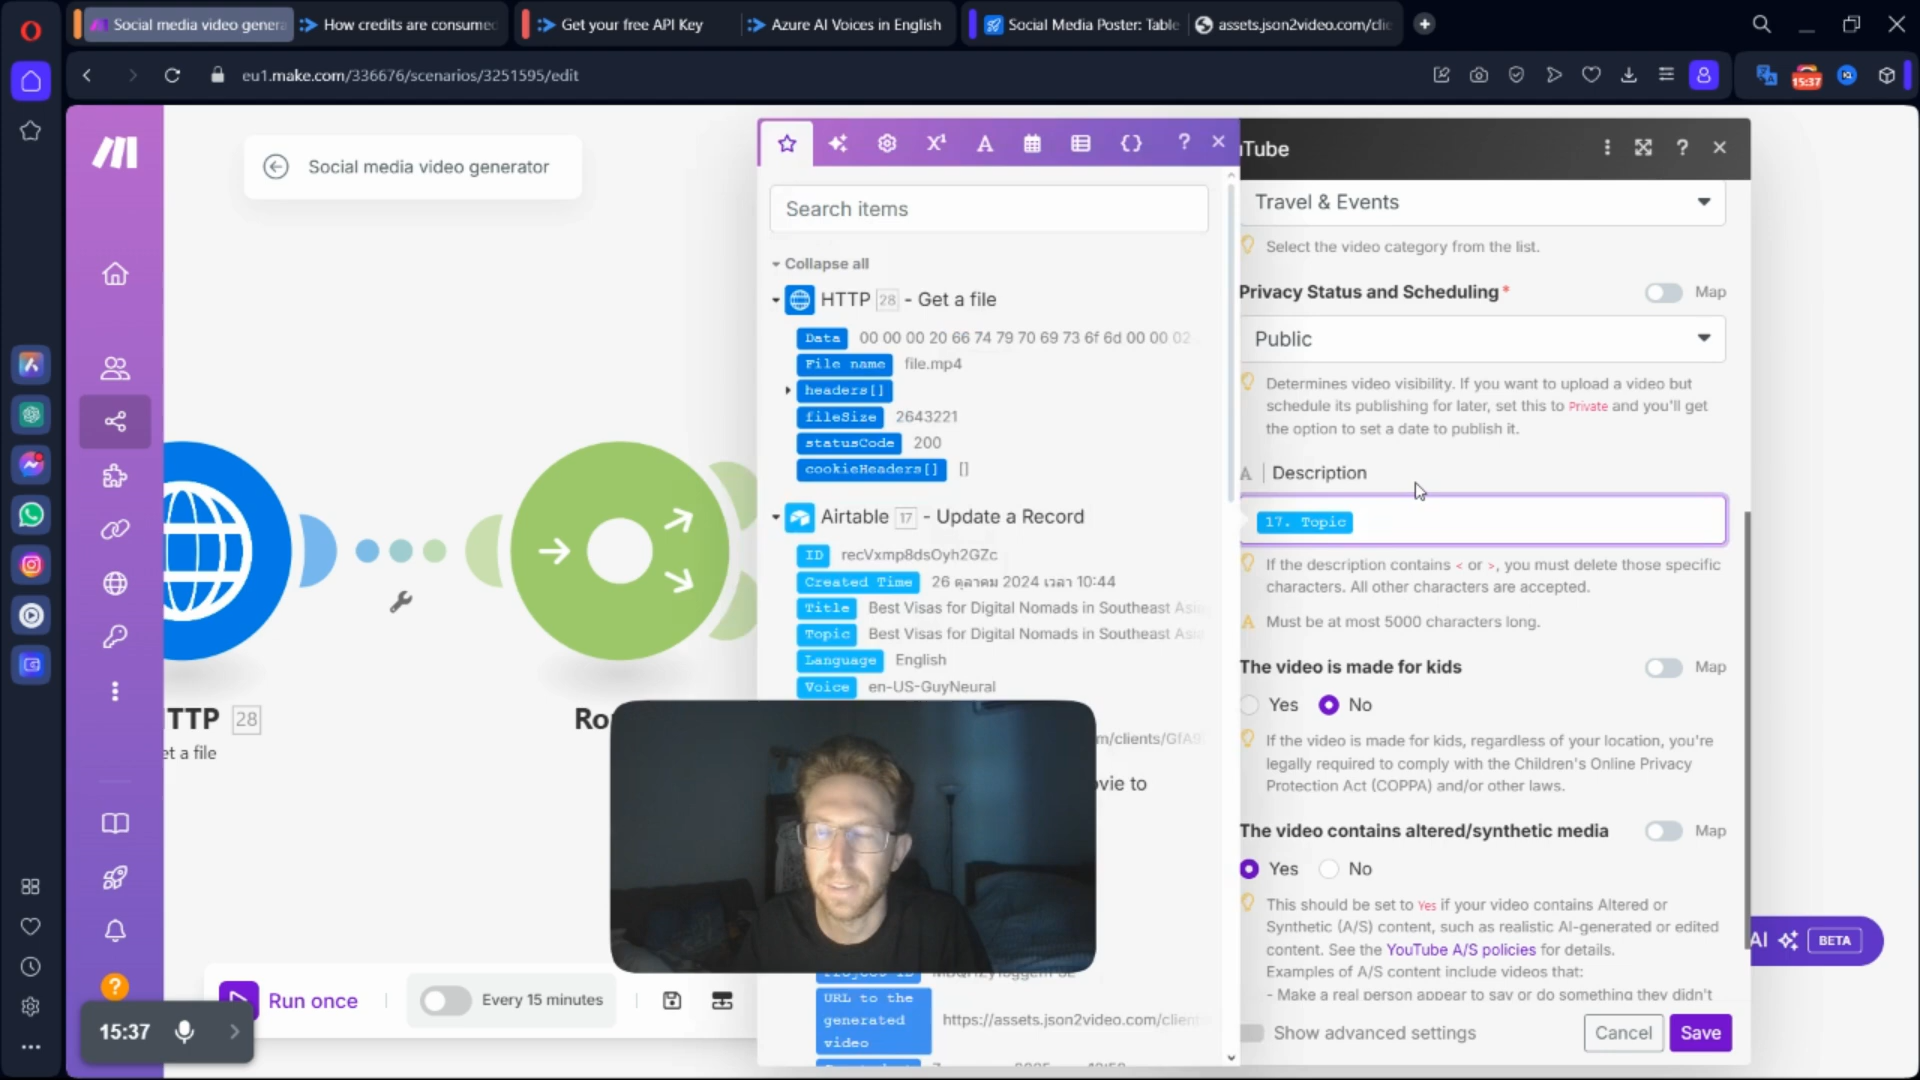 Social media video genera
How credits are consumed
Get your free API Key
Azure AI Voices in English
Social Media Poster: Table
assets.json2video.com/clie
eu1.make.com/336676/scenarios/3251595/edit
15:37
Social media video generator
Search items
Collapse all
HTTP 28 - Get a file
Data 00 00 00 20 66 74 79 70 69 73 6f 6d 00 00 02
File name file.mp4
headers[]
fileSize 2643221
statusCode 200
cookieHeaders[] []
Airtable 17 - Update a Record
ID recVxmp8dsOyh2GZc
Created Time 26 ตุลาคม 2024 เวลา 10:44
Title Best Visas for Digital Nomads in Southeast Asi
Topic Best Visas for Digital Nomads in Southeast Asi
Language English
Voice en-US-GuyNeural
m/clients/GfA9
vie to
URL to the
generated
video
https://assets.json2video.com/client
Tube
Travel & Events
Select the video category from the list.
Privacy Status and Scheduling*
Map
Public
Determines video visibility. If you want to upload a video but
schedule its publishing for later, set this to Private and you'll get
the option to set a date to publish it.
A Description
17. Topic
If the description contains < or >, you must delete those specific
characters. All other characters are accepted.
Must be at most 5000 characters long.
The video is made for kids
Map
Yes No
If the video is made for kids, regardless of your location, you're
legally required to comply with the Children's Online Privacy
Protection Act (COPPA) and/or other laws.
The video contains altered/synthetic media
Map
Yes No
This should be set to Yes if your video contains Altered or
Synthetic (A/S) content, such as realistic AI-generated or edited
content. See the YouTube A/S policies for details.
Examples of A/S content include videos that:
- Make a real person appear to say or do something they didn't
Show advanced settings
Cancel
Save
AI BETA
TTP 28
et a file
Ro
Run once
Every 15 minutes
15:37